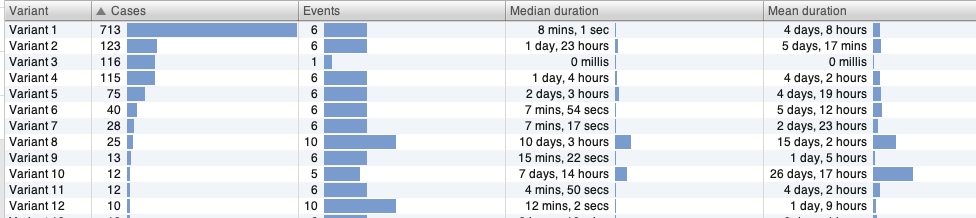 Variant Cases Events Median duration Mean duration
Variant 1 713 6 8 mins, 1 sec 4 days, 8 hours
Variant 2 123 6 1 day, 23 hours 5 days, 17 mins
Variant 3 116 1 0 millis 0 millis
Variant 4 115 6 1 day, 4 hours 4 days, 2 hours
Variant 5 75 6 2 days, 3 hours 4 days, 19 hours
Variant 6 40 6 7 mins, 54 secs 5 days, 12 hours
Variant 7 28 6 7 mins, 17 secs 2 days, 23 hours
Variant 8 25 10 10 days, 3 hours 15 days, 2 hours
Variant 9 13 6 15 mins, 22 secs 1 day, 5 hours
Variant 10 12 5 7 days, 14 hours 26 days, 17 hours
Variant 11 12 6 4 mins, 50 secs 4 days, 2 hours
Variant 12 10 10 12 mins, 2 secs 1 day, 9 hours